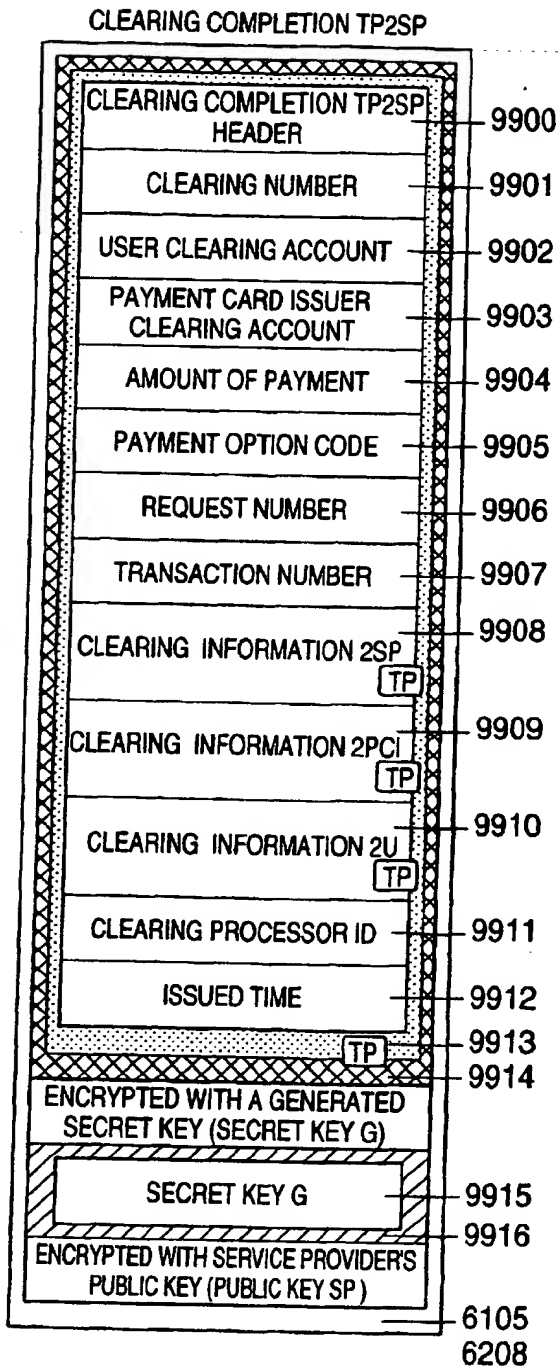 CLEARING COMPLETION TP2SP
CLEARING COMPLETION TP2SP
HEADER
9900
CLEARING NUMBER
9901
USER CLEARING ACCOUNT
9902
PAYMENT CARD ISSUER
CLEARING ACCOUNT
9903
AMOUNT OF PAYMENT
9904
PAYMENT OPTION CODE
9905
REQUEST NUMBER
9906
TRANSACTION NUMBER
9907
9908
CLEARING INFORMATION 2SP
TP
9909
CLEARING INFORMATION 2PCI
TP
9910
CLEARING INFORMATION 2U
TP
CLEARING PROCESSOR ID
9911
ISSUED TIME
9912
TP
9913
9914
ENCRYPTED WITH A GENERATED
SECRET KEY (SECRET KEY G)
SECRET KEY G
9915
9916
ENCRYPTED WITH SERVICE PROVIDER'S
PUBLIC KEY (PUBLIC KEY SP)
6105
6208